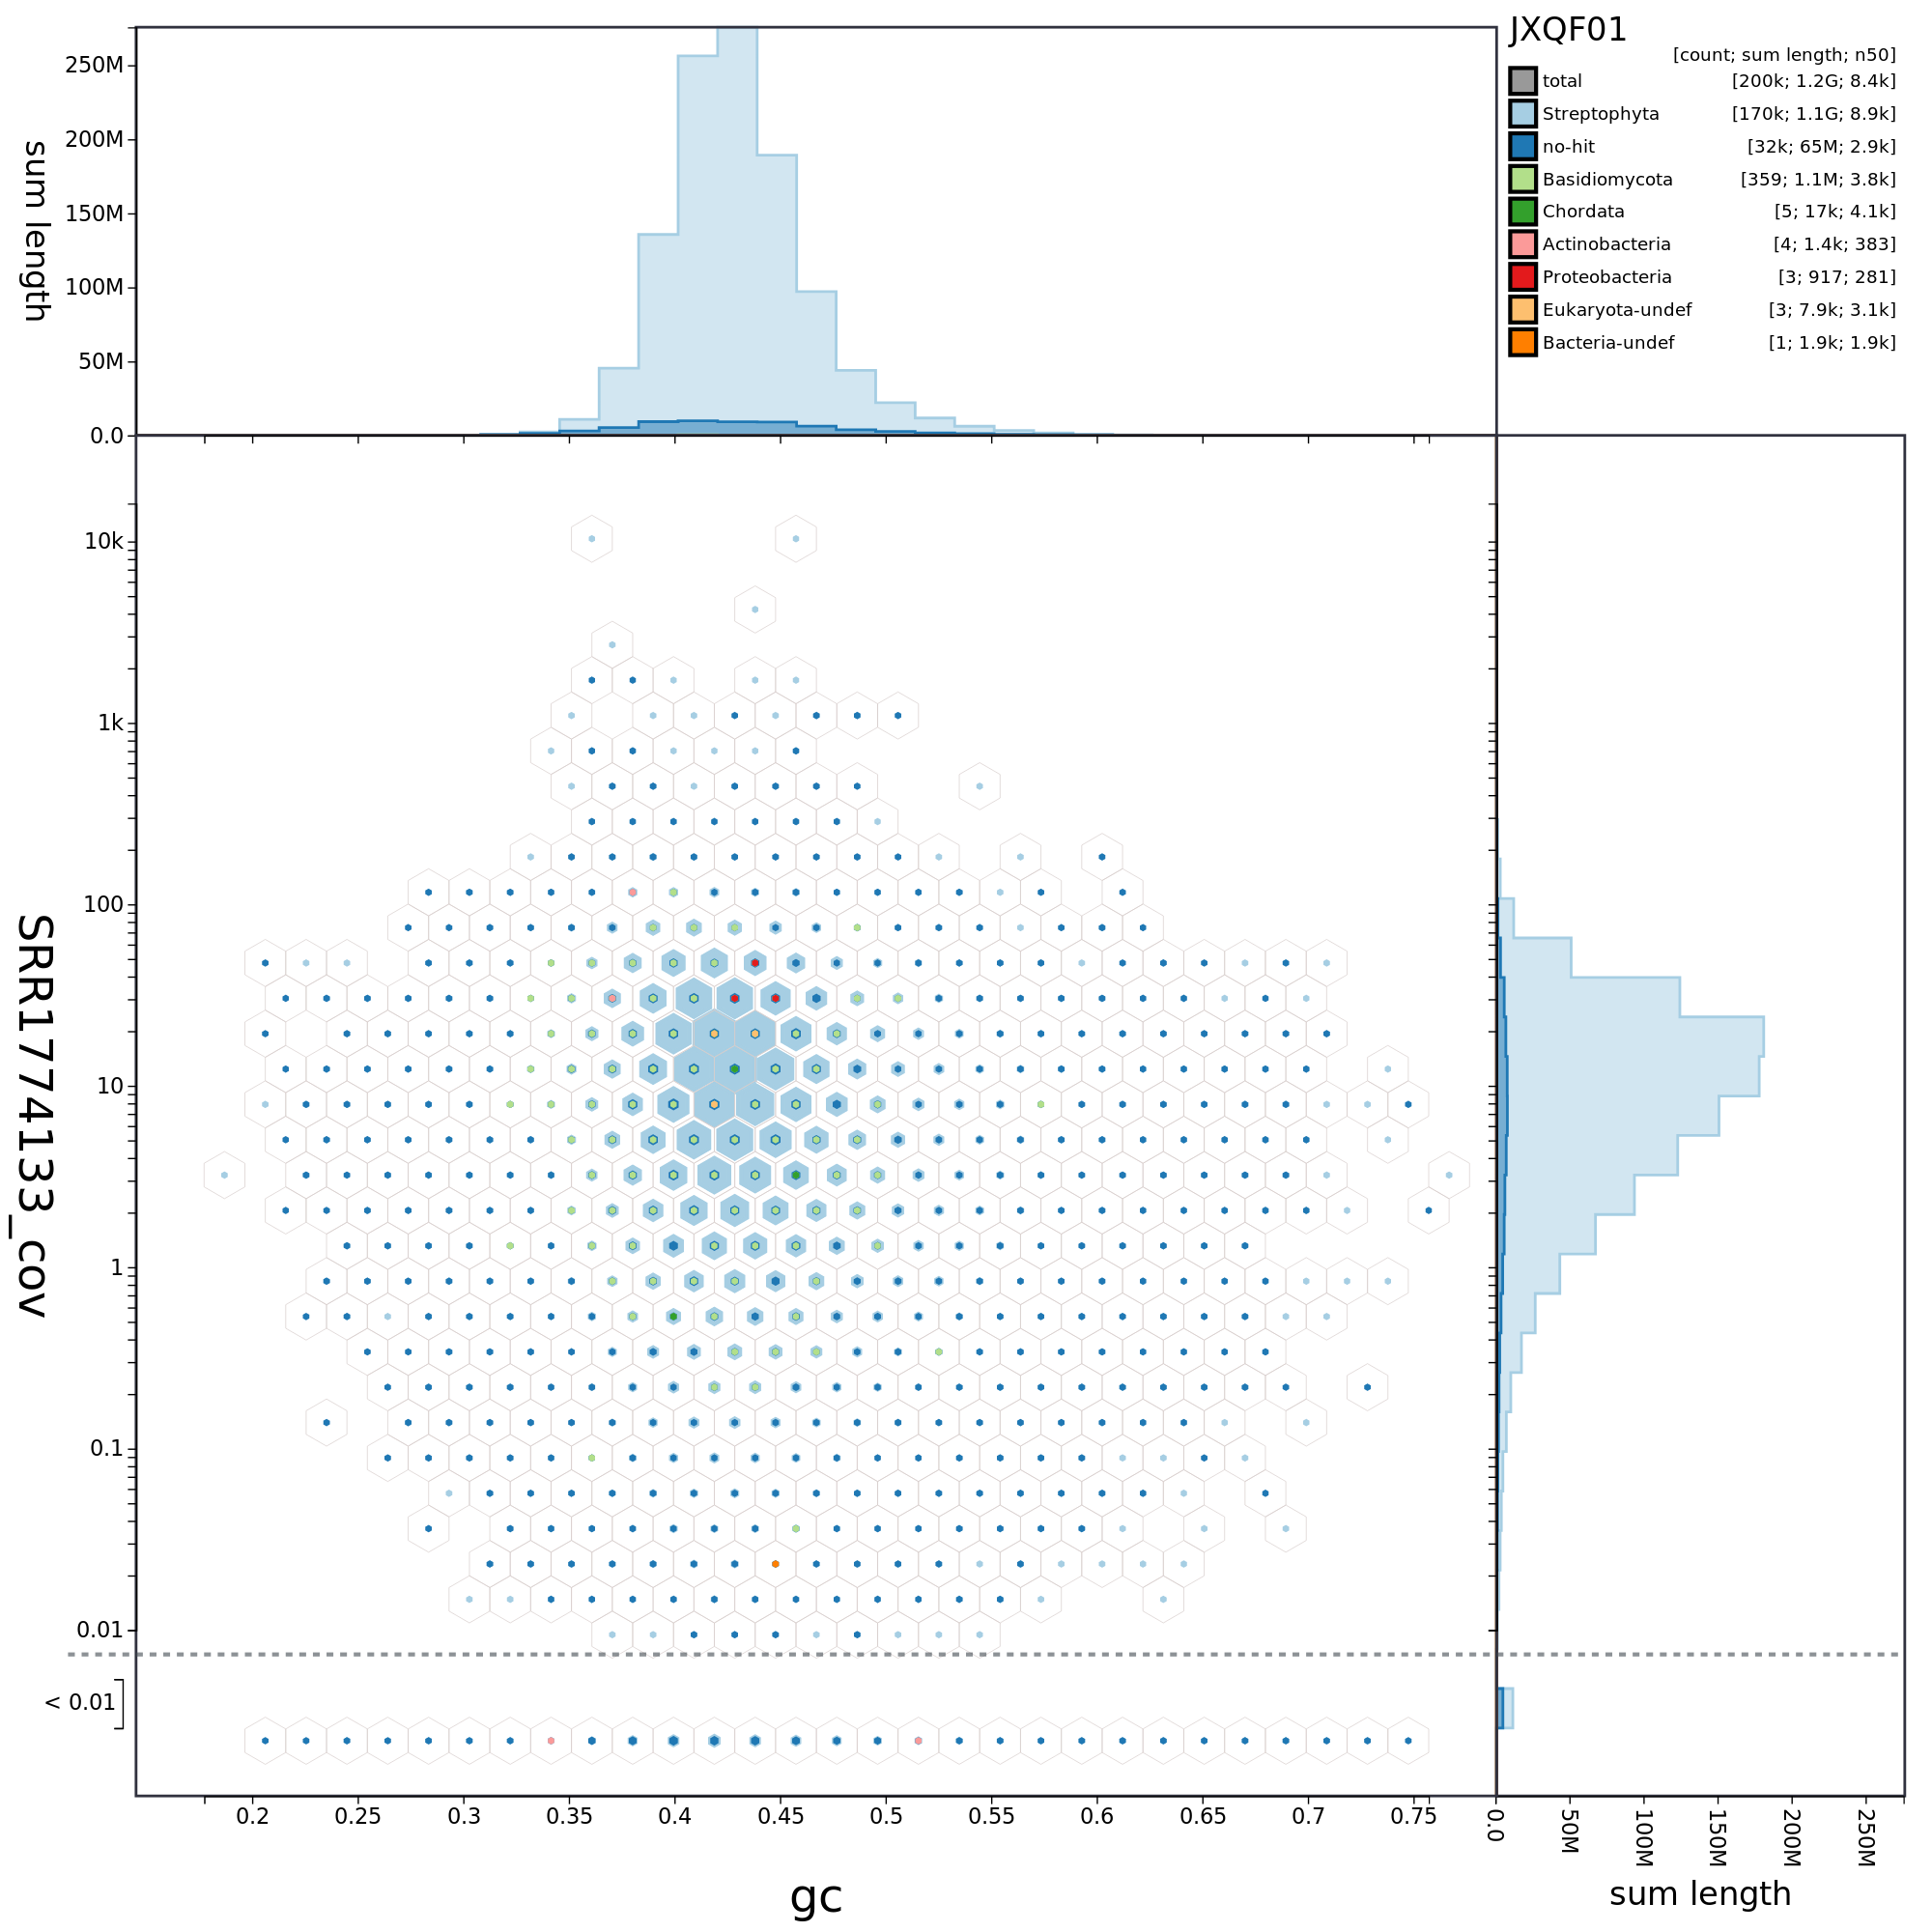 JXQF01
[count; sum length; n50]
total [200k; 1.2G; 8.4k]
Streptophyta [170k; 1.1G; 8.9k]
no-hit [32k; 65M; 2.9k]
Basidiomycota [359; 1.1M; 3.8k]
Chordata [5; 17k; 4.1k]
Actinobacteria [4; 1.4k; 383]
Proteobacteria [3; 917; 281]
Eukaryota-undef [3; 7.9k; 3.1k]
Bacteria-undef [1; 1.9k; 1.9k]
sum length
250M
200M
150M
100M
50M
0.0
SRR1774133_cov
10k
1k
100
10
1
0.1
0.01
< 0.01
0.2 0.25 0.3 0.35 0.4 0.45 0.5 0.55 0.6 0.65 0.7 0.75
gc
0.0 50M 100M 150M 200M 250M
sum length